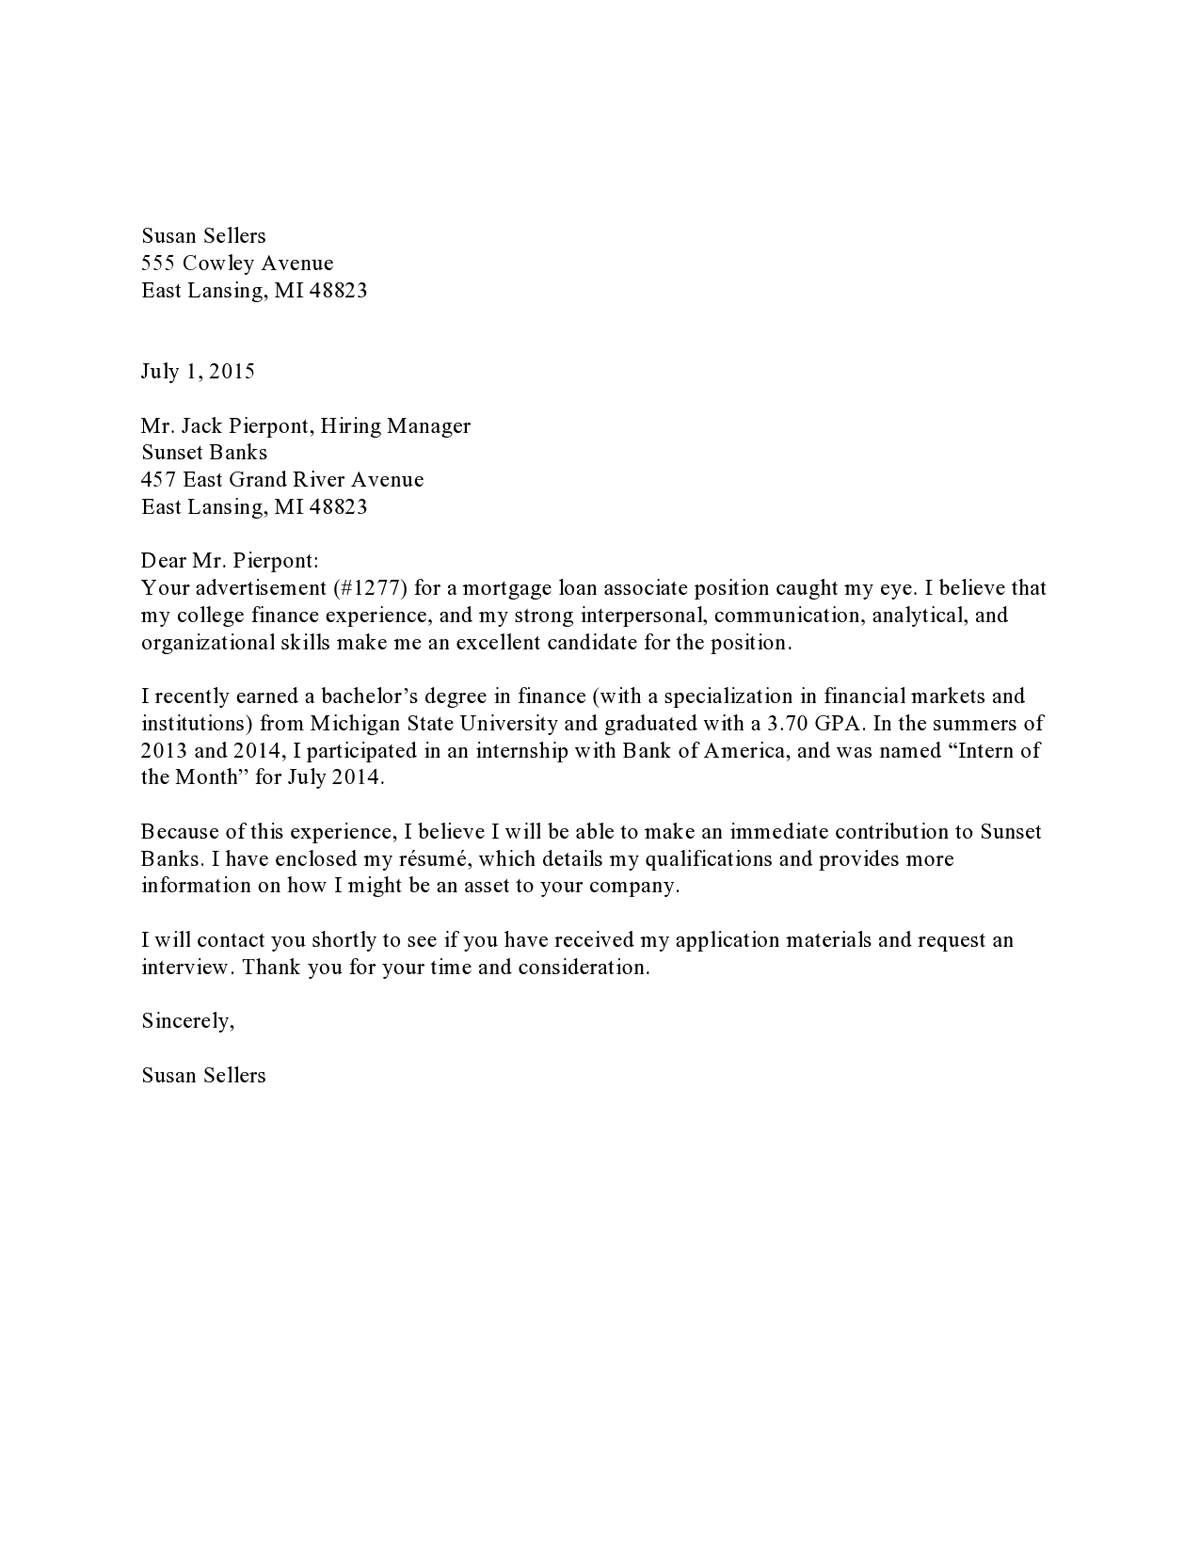 Susan Sellers
555 Cowley Avenue
East Lansing, MI 48823
July 1, 2015
Mr. Jack Pierpont, Hiring Manager
Sunset Banks
457 East Grand River Avenue
East Lansing, MI 48823
Dear Mr. Pierpont:
Your advertisement (#1277) for a mortgage loan associate position caught my eye. I believe that
my college finance experience, and my strong interpersonal, communication, analytical, and
organizational skills make me an excellent candidate for the position.
I recently earned a bachelor’s degree in finance (with a specialization in financial markets and
institutions) from Michigan State University and graduated with a 3.70 GPA. In the summers of
2013 and 2014, I participated in an internship with Bank of America, and was named “Intern of
the Month” for July 2014.
Because of this experience, I believe I will be able to make an immediate contribution to Sunset
Banks. I have enclosed my résumé, which details my qualifications and provides more
information on how I might be an asset to your company.
I will contact you shortly to see if you have received my application materials and request an
interview. Thank you for your time and consideration.
Sincerely,
Susan Sellers